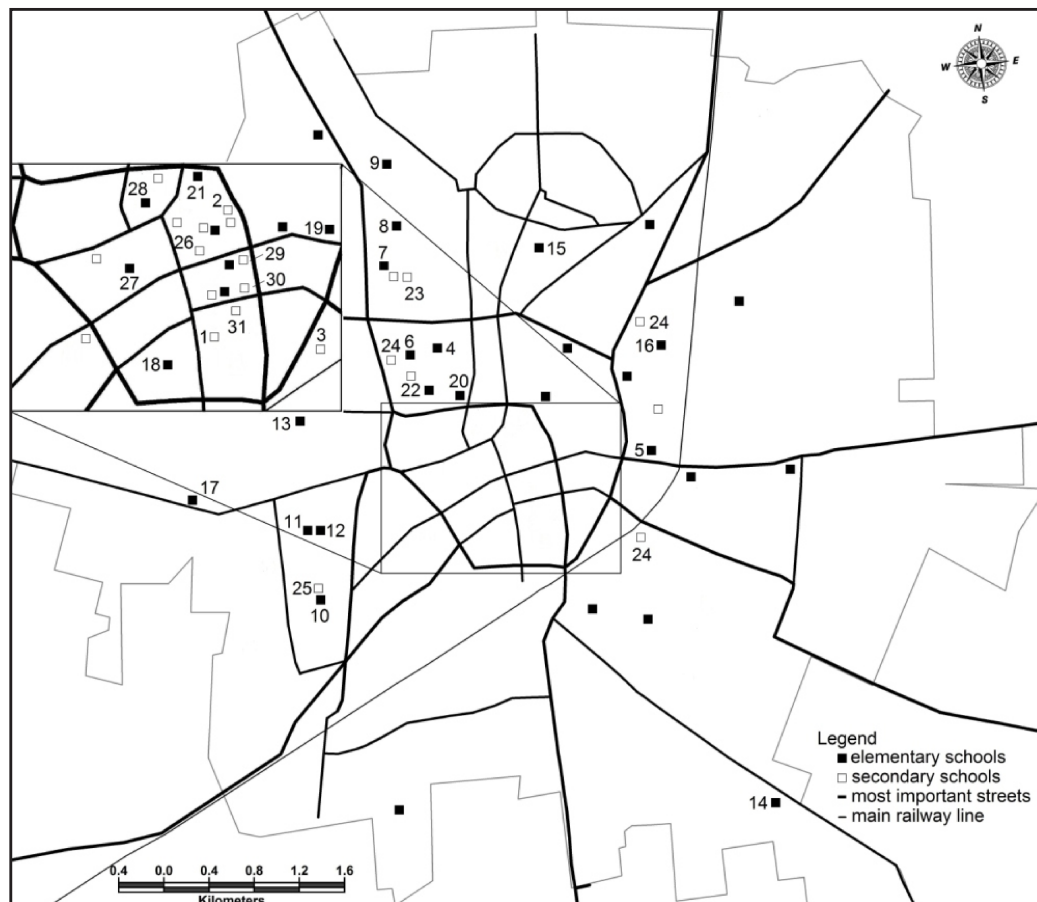 N
W E
S
9
28 21
2
8
19
15
26
7
29
27
23
30
31
24
1
3
24
6 4
16
18
22 20
13
5
17
11 12
24
25
10
Legend
elementary schools
secondary schools
14 most important streets
main railway line
0.4 0.0 0.4 0.8 1.2 1.6
Kilometers